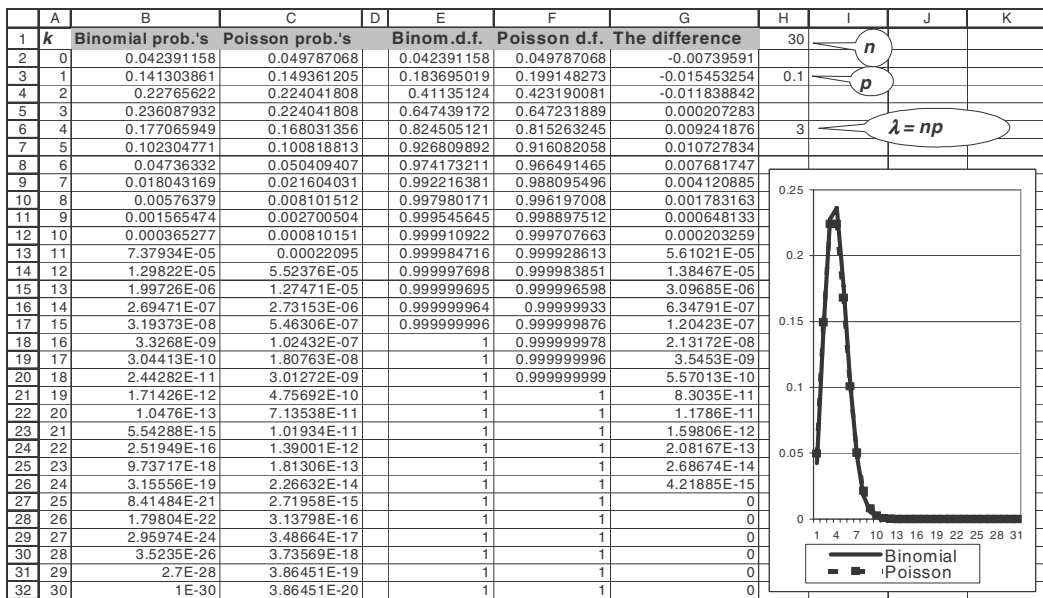 A B C D E F G H I J K
1 k Binomial prob.'s Poisson prob.'s Binom.d.f. Poisson d.f. The difference 30 n
2 0 0.042391158 0.049787068 0.042391158 0.049787068 -0.00739591
3 1 0.141303861 0.149361205 0.183695019 0.199148273 -0.015453254 0.1 p
4 2 0.22765622 0.224041808 0.41135124 0.423190081 -0.011838842
5 3 0.236087932 0.224041808 0.647439172 0.647231889 0.000207283
6 4 0.177065949 0.168031356 0.824505121 0.815263245 0.009241876 3 λ = np
7 5 0.102304771 0.100818813 0.926809892 0.916082058 0.010727834
8 6 0.04736332 0.050409407 0.974173211 0.966491465 0.007681747
9 7 0.018043169 0.021604031 0.992216381 0.988095496 0.004120885
10 8 0.00576379 0.008101512 0.997980171 0.996197008 0.001783163
11 9 0.001565474 0.002700504 0.999545645 0.998897512 0.000648133
12 10 0.000365277 0.000810151 0.999910922 0.999707663 0.000203259
13 11 7.37934E-05 0.00022095 0.999984716 0.999928613 5.61021E-05
14 12 1.29822E-05 5.52376E-05 0.999997698 0.999983851 1.38467E-05
15 13 1.99726E-06 1.27471E-05 0.999999695 0.999996598 3.09685E-06
16 14 2.69471E-07 2.73153E-06 0.999999964 0.99999933 6.34791E-07
17 15 3.19373E-08 5.46306E-07 0.999999996 0.999999876 1.20423E-07
18 16 3.3268E-09 1.02432E-07 1 0.999999978 2.13172E-08
19 17 3.04413E-10 1.80763E-08 1 0.999999996 3.5453E-09
20 18 2.44282E-11 3.01272E-09 1 0.999999999 5.57013E-10
21 19 1.71426E-12 4.75692E-10 1 1 8.3035E-11
22 20 1.0476E-13 7.13538E-11 1 1 1.1786E-11
23 21 5.54288E-15 1.01934E-11 1 1 1.59806E-12
24 22 2.51949E-16 1.39001E-12 1 1 2.08167E-13
25 23 9.73717E-18 1.81306E-13 1 1 2.68674E-14
26 24 3.15556E-19 2.26632E-14 1 1 4.21885E-15
27 25 8.41484E-21 2.71958E-15 1 1 0
28 26 1.79804E-22 3.13798E-16 1 1 0
29 27 2.95974E-24 3.48664E-17 1 1 0
30 28 3.5235E-26 3.73569E-18 1 1 0
31 29 2.7E-28 3.86451E-19 1 1 0
32 30 1E-30 3.86451E-20 1 1 0
0.25
0.2
0.15
0.1
0.05
0
1 4 7 10 13 16 19 22 25 28 31
Binomial
Poisson